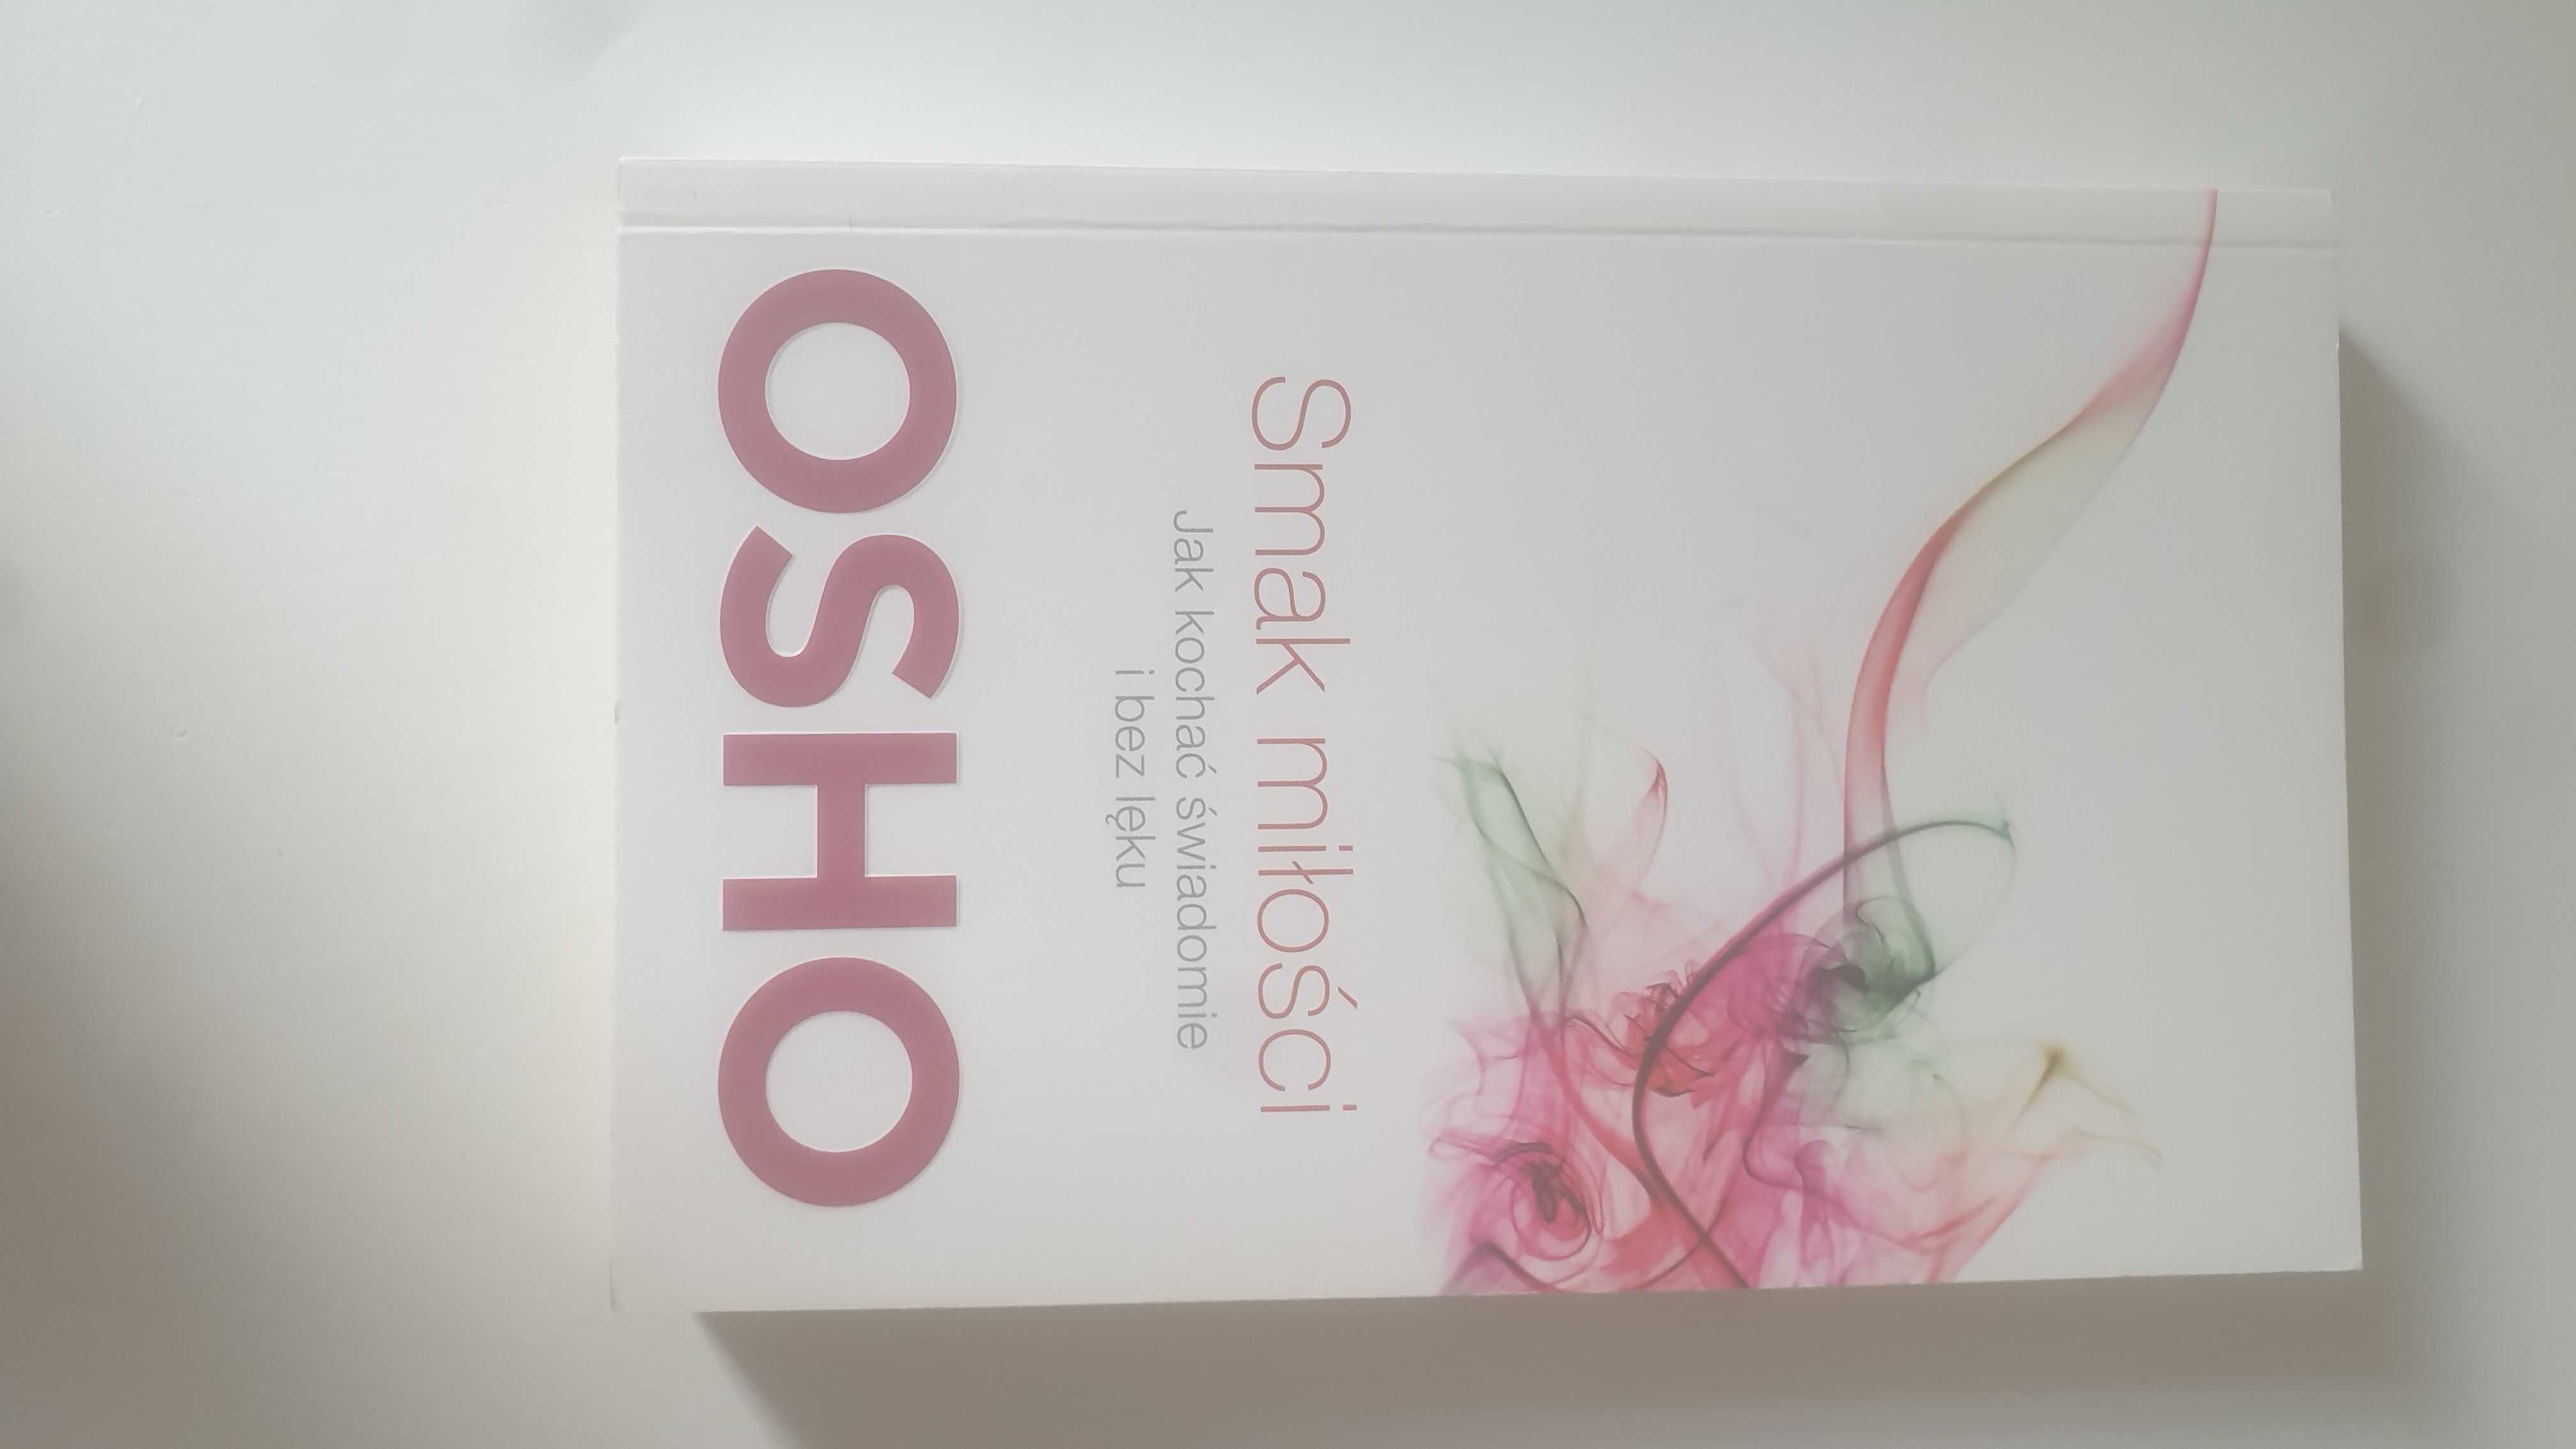 Smak miłości
Jak kochać świadomie
i bez lęku
OSHO